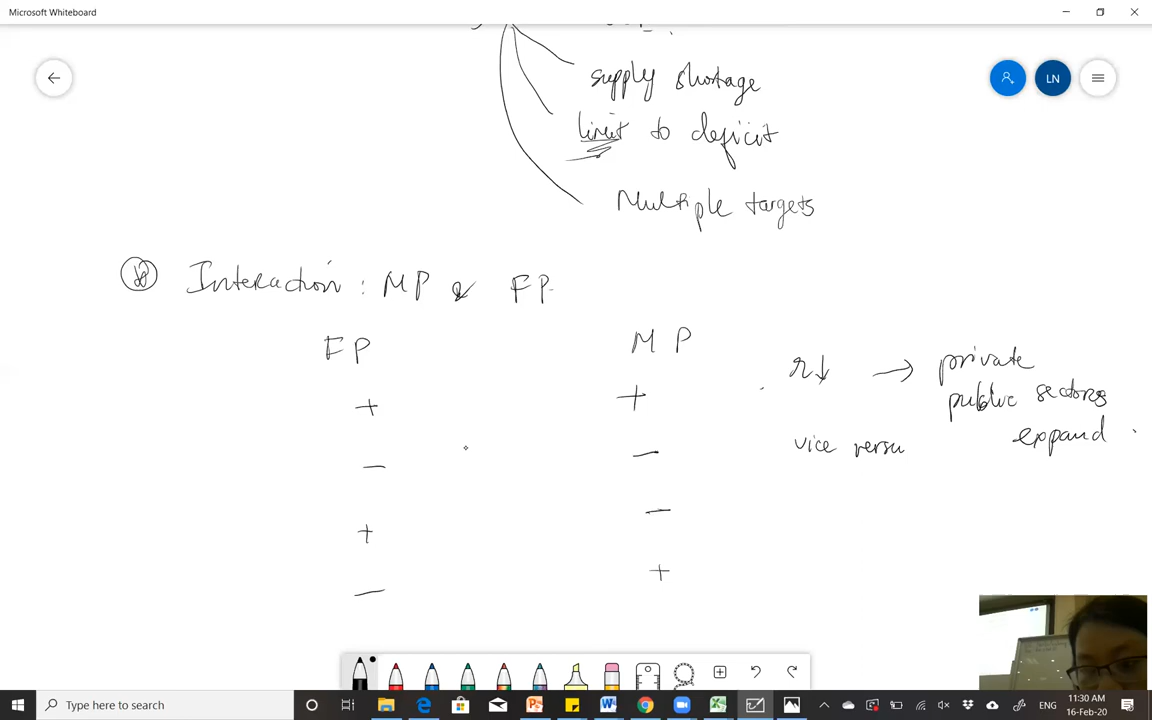 Microsoft Whiteboard
supply shortage
limit to deficit
Multiple targets
LN
Interaction : MP & FP
FP MP
+ +
r↓ → private
public sectors
expand
- -
vice versu
+ -
- +
Type here to search
ENG
11:30 AM
16-Feb-20